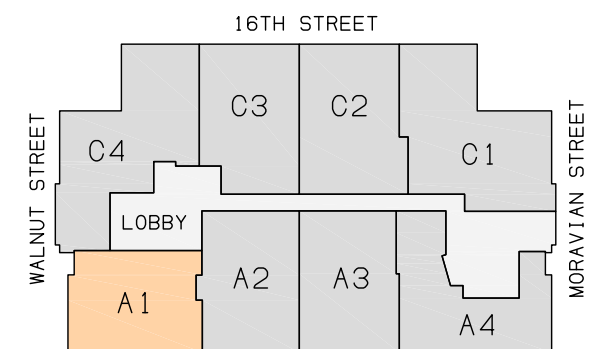 16TH STREET
WALNUT STREET
MORAVIAN STREET
C3
C2
C4
C1
LOBBY
A1
A2
A3
A4